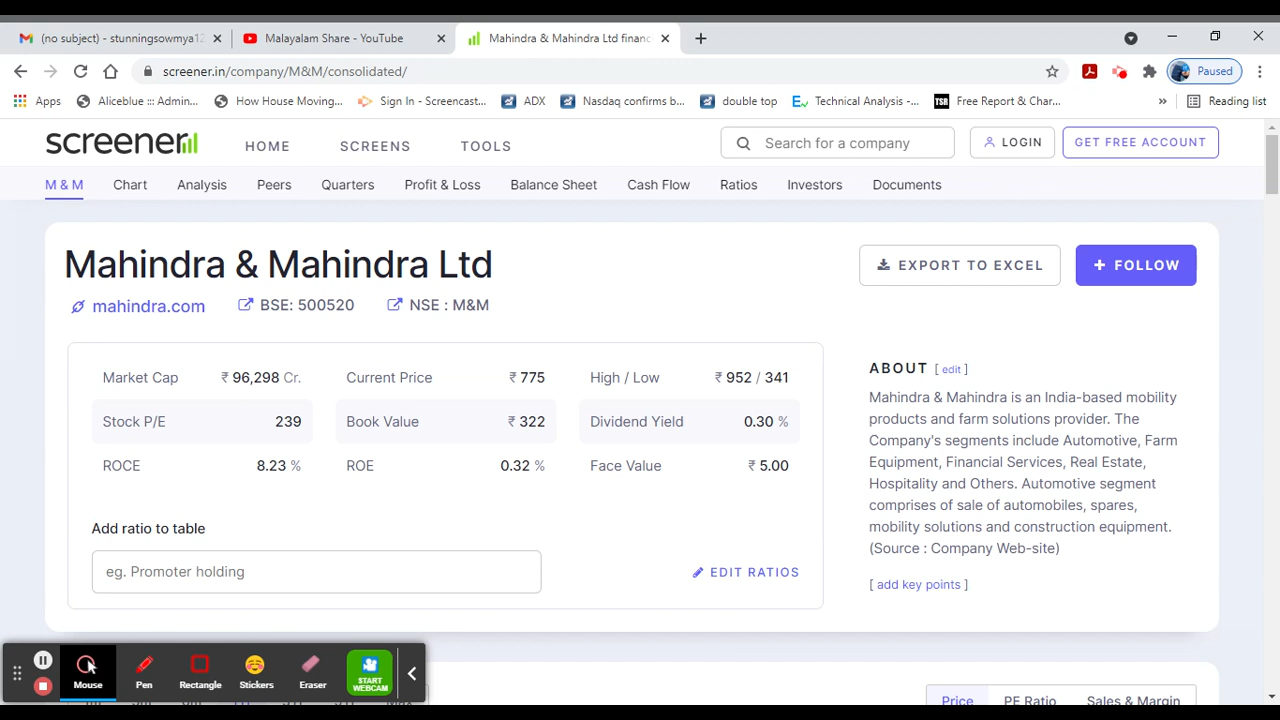 (no subject) - stunningsowmya12
Malayalam Share - YouTube
Mahindra & Mahindra Ltd financ
screener.in/company/M&M/consolidated/
Paused
Apps
Aliceblue ::: Admin...
How House Moving...
Sign In - Screencast...
ADX
Nasdaq confirms b...
double top
Technical Analysis -...
TSR
Free Report & Char...
»
Reading list
screener
HOME
SCREENS
TOOLS
Search for a company
LOGIN
GET FREE ACCOUNT
M & M
Chart
Analysis
Peers
Quarters
Profit & Loss
Balance Sheet
Cash Flow
Ratios
Investors
Documents
Mahindra & Mahindra Ltd
EXPORT TO EXCEL
+ FOLLOW
mahindra.com
BSE: 500520
NSE : M&M
Market Cap ₹ 96,298 Cr.
Current Price ₹ 775
High / Low ₹ 952 / 341
Stock P/E 239
Book Value ₹ 322
Dividend Yield 0.30 %
ROCE 8.23 %
ROE 0.32 %
Face Value ₹ 5.00
Add ratio to table
eg. Promoter holding
EDIT RATIOS
ABOUT [ edit ]
Mahindra & Mahindra is an India-based mobility
products and farm solutions provider. The
Company's segments include Automotive, Farm
Equipment, Financial Services, Real Estate,
Hospitality and Others. Automotive segment
comprises of sale of automobiles, spares,
mobility solutions and construction equipment.
(Source : Company Web-site)
[ add key points ]
Mouse
Pen
Rectangle
Stickers
Eraser
START
WEBCAM
Price
PE Ratio
Sales & Margin